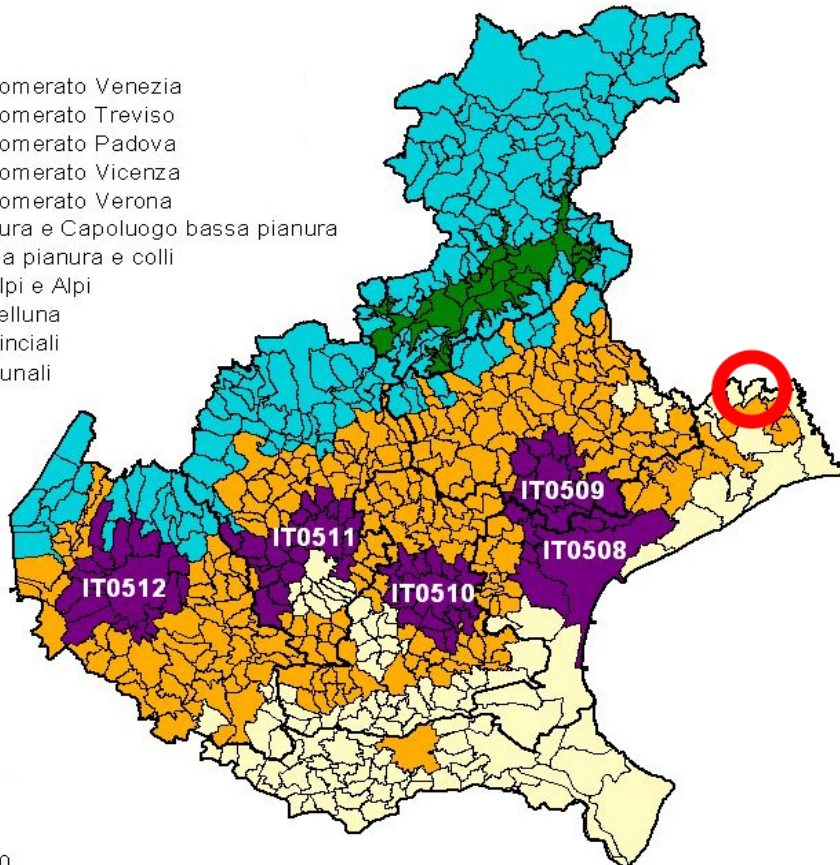 omerato Venezia
omerato Treviso
omerato Padova
omerato Vicenza
omerato Verona
ura e Capoluogo bassa pianura
a pianura e colli
lpi e Alpi
elluna
inciali
unali
IT0509
IT0511
IT0508
IT0512
IT0510